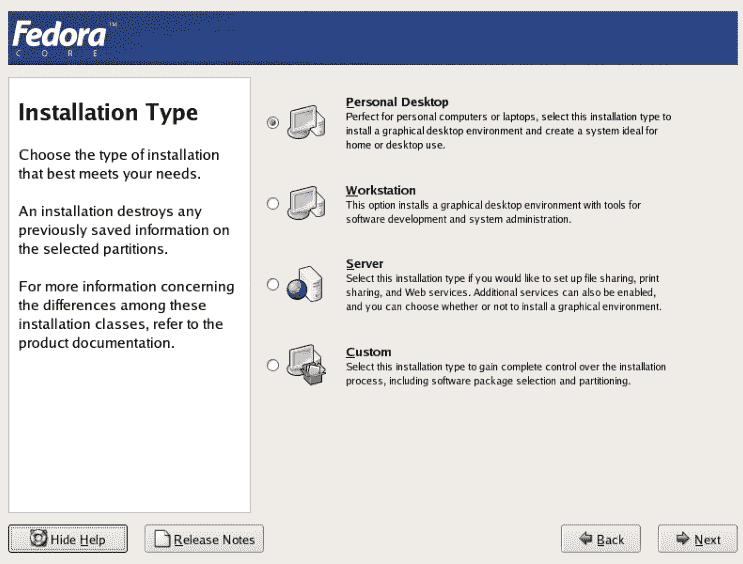 Fedora™
CORE
Installation Type
Choose the type of installation
that best meets your needs.
An installation destroys any
previously saved information on
the selected partitions.
For more information concerning
the differences among these
installation classes, refer to the
product documentation.
Personal Desktop
Perfect for personal computers or laptops, select this installation type to
install a graphical desktop environment and create a system ideal for
home or desktop use.
Workstation
This option installs a graphical desktop environment with tools for
software development and system administration.
Server
Select this installation type if you would like to set up file sharing, print
sharing, and Web services. Additional services can also be enabled,
and you can choose whether or not to install a graphical environment.
Custom
Select this installation type to gain complete control over the installation
process, including software package selection and partitioning.
Hide Help
Release Notes
Back
Next